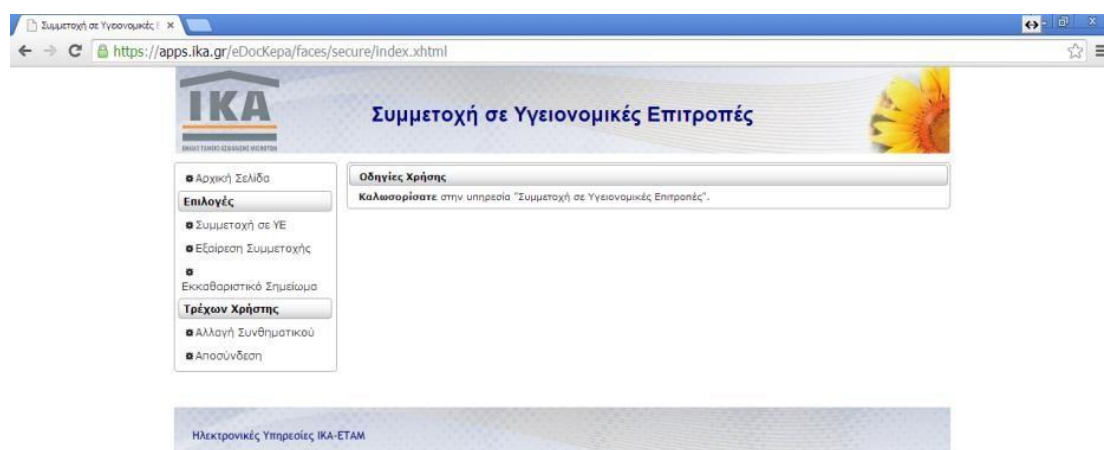 Συμμετοχή σε Υγειονομικές Ε
https://apps.ika.gr/eDocKepa/faces/secure/index.xhtml
ΙΚΑ
Συμμετοχή σε Υγειονομικές Επιτροπές
Αρχική Σελίδα
Επιλογές
Συμμετοχή σε ΥΕ
Εξαίρεση Συμμετοχής
Εκκαθαριστικό Σημείωμα
Τρέχων Χρήστης
Αλλαγή Συνθηματικού
Αποσύνδεση
Οδηγίες Χρήσης
Καλωσορίσατε στην υπηρεσία "Συμμετοχή σε Υγειονομικές Επιτροπές".
Ηλεκτρονικές Υπηρεσίες ΙΚΑ-ΕΤΑΜ